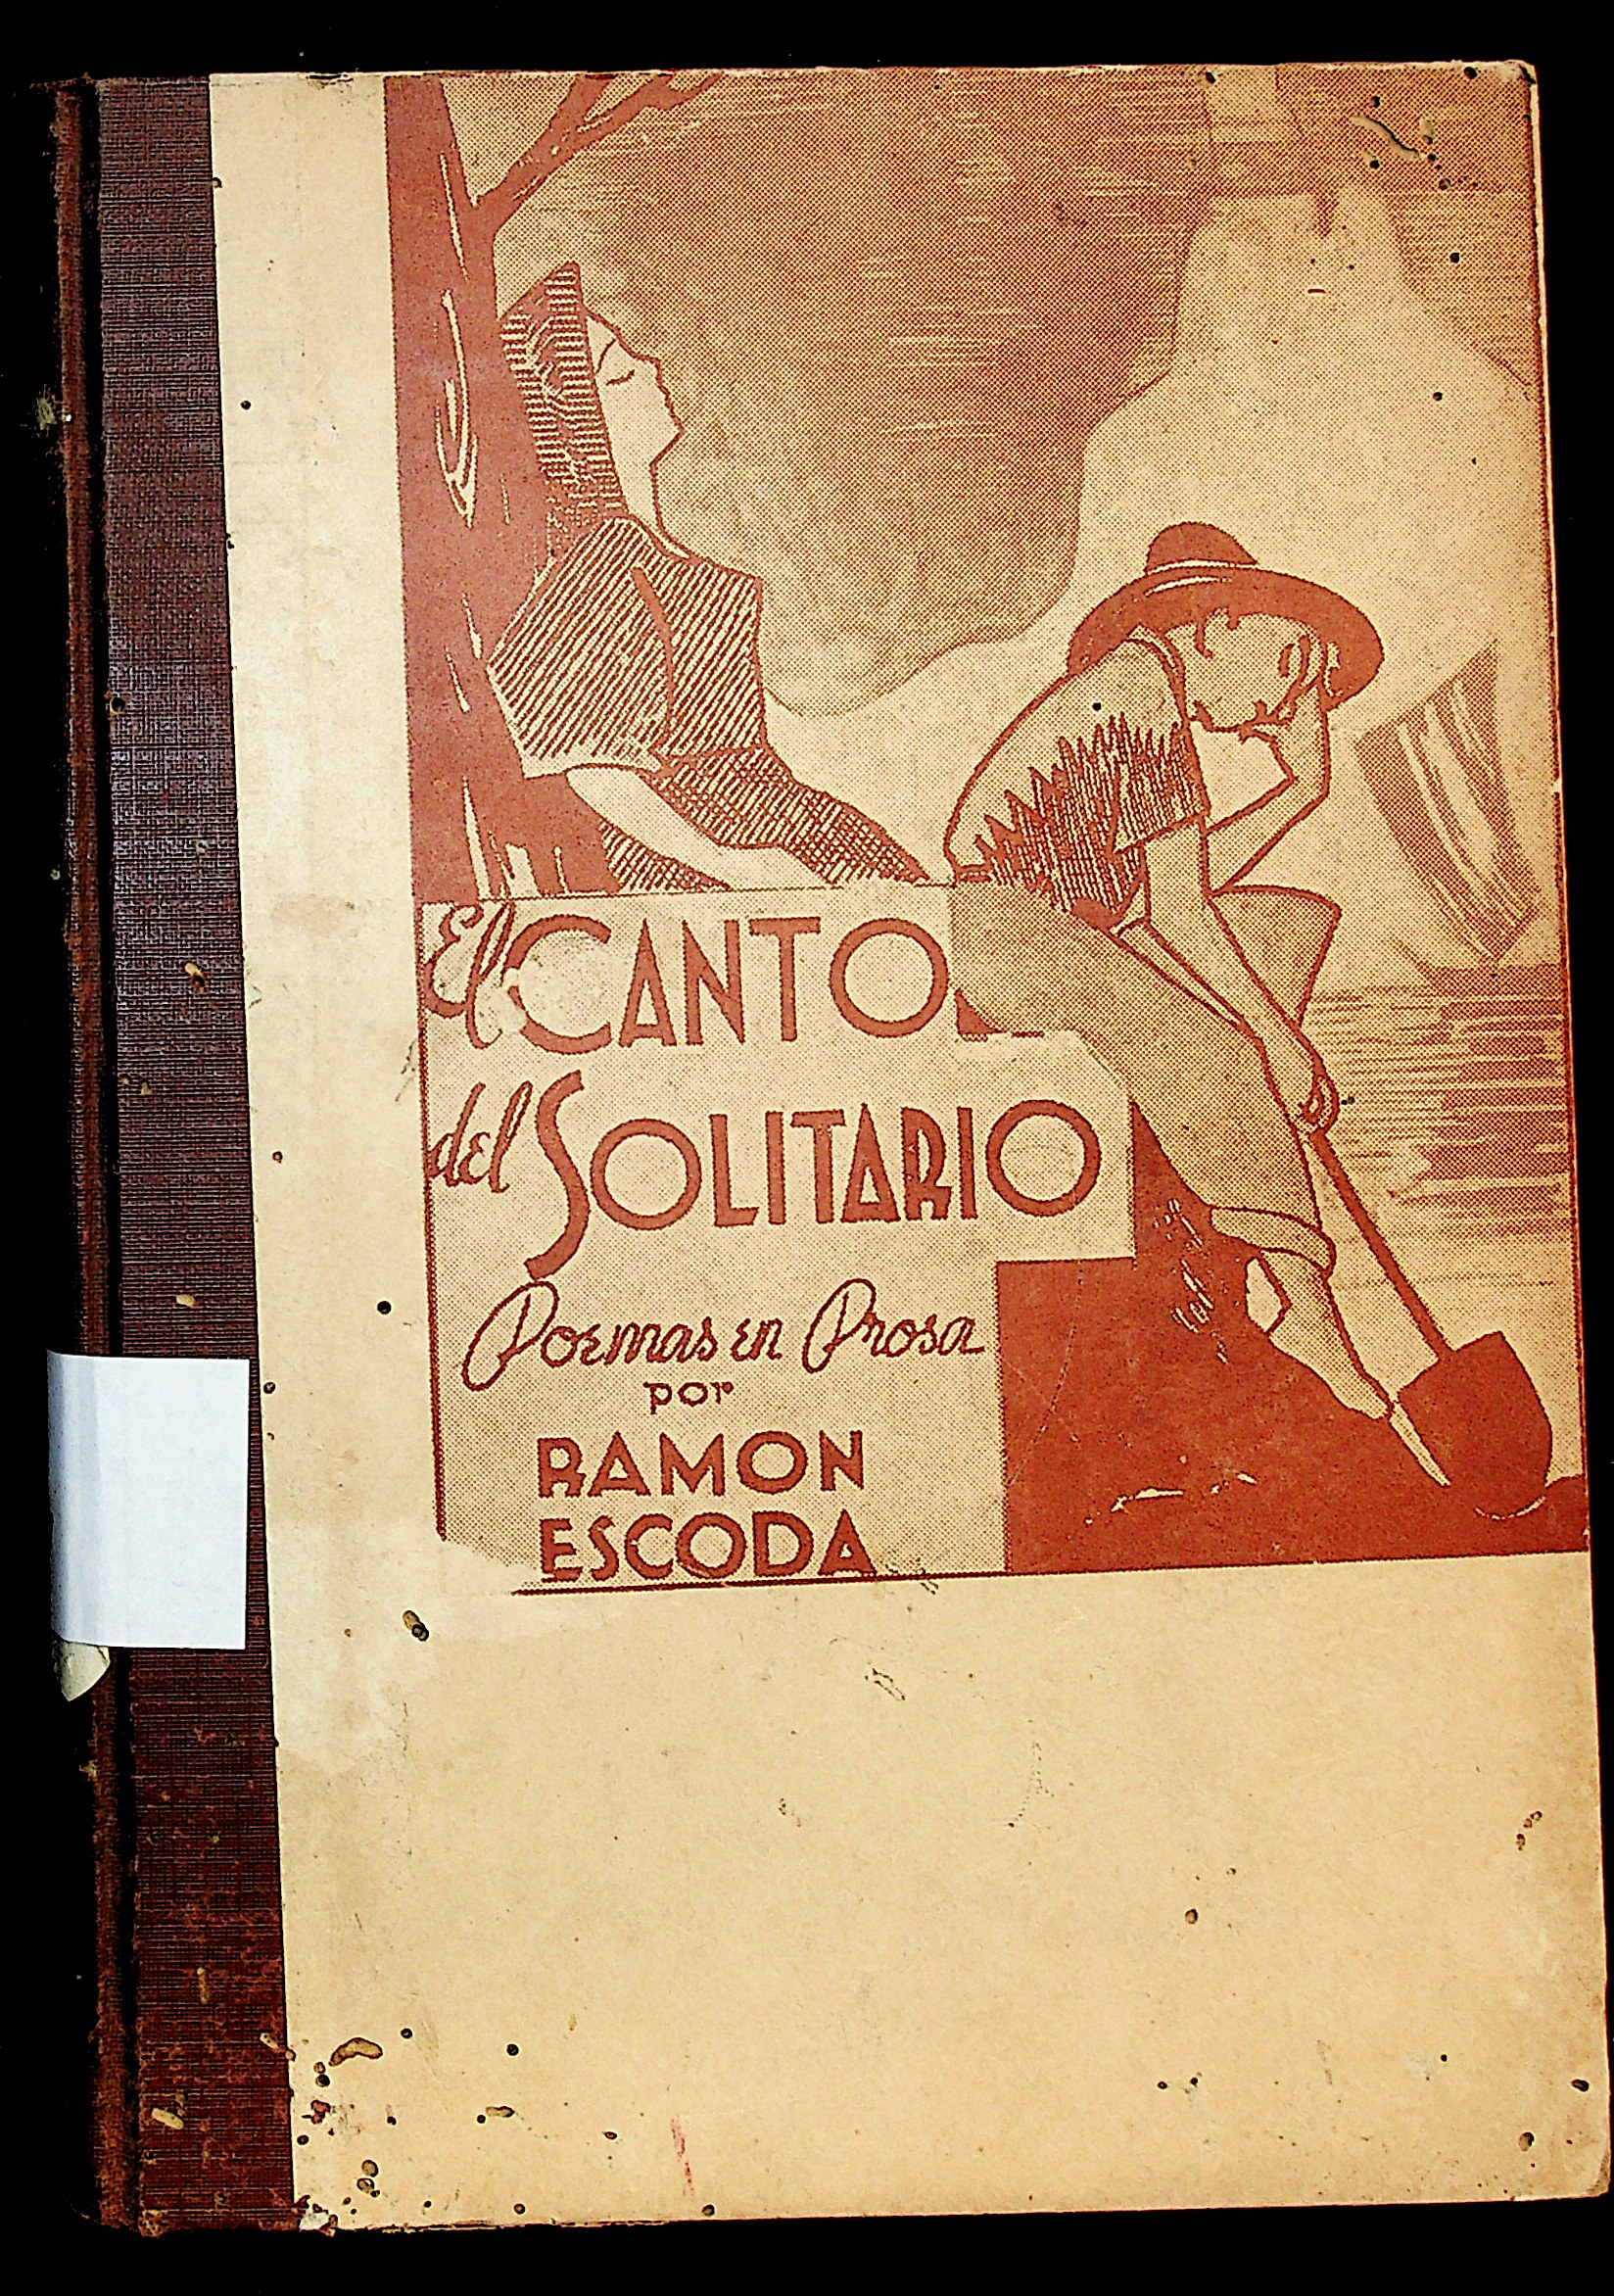 El CANTO
del SOLITARIO
Poemas en Prosa
por
RAMON
ESCODA